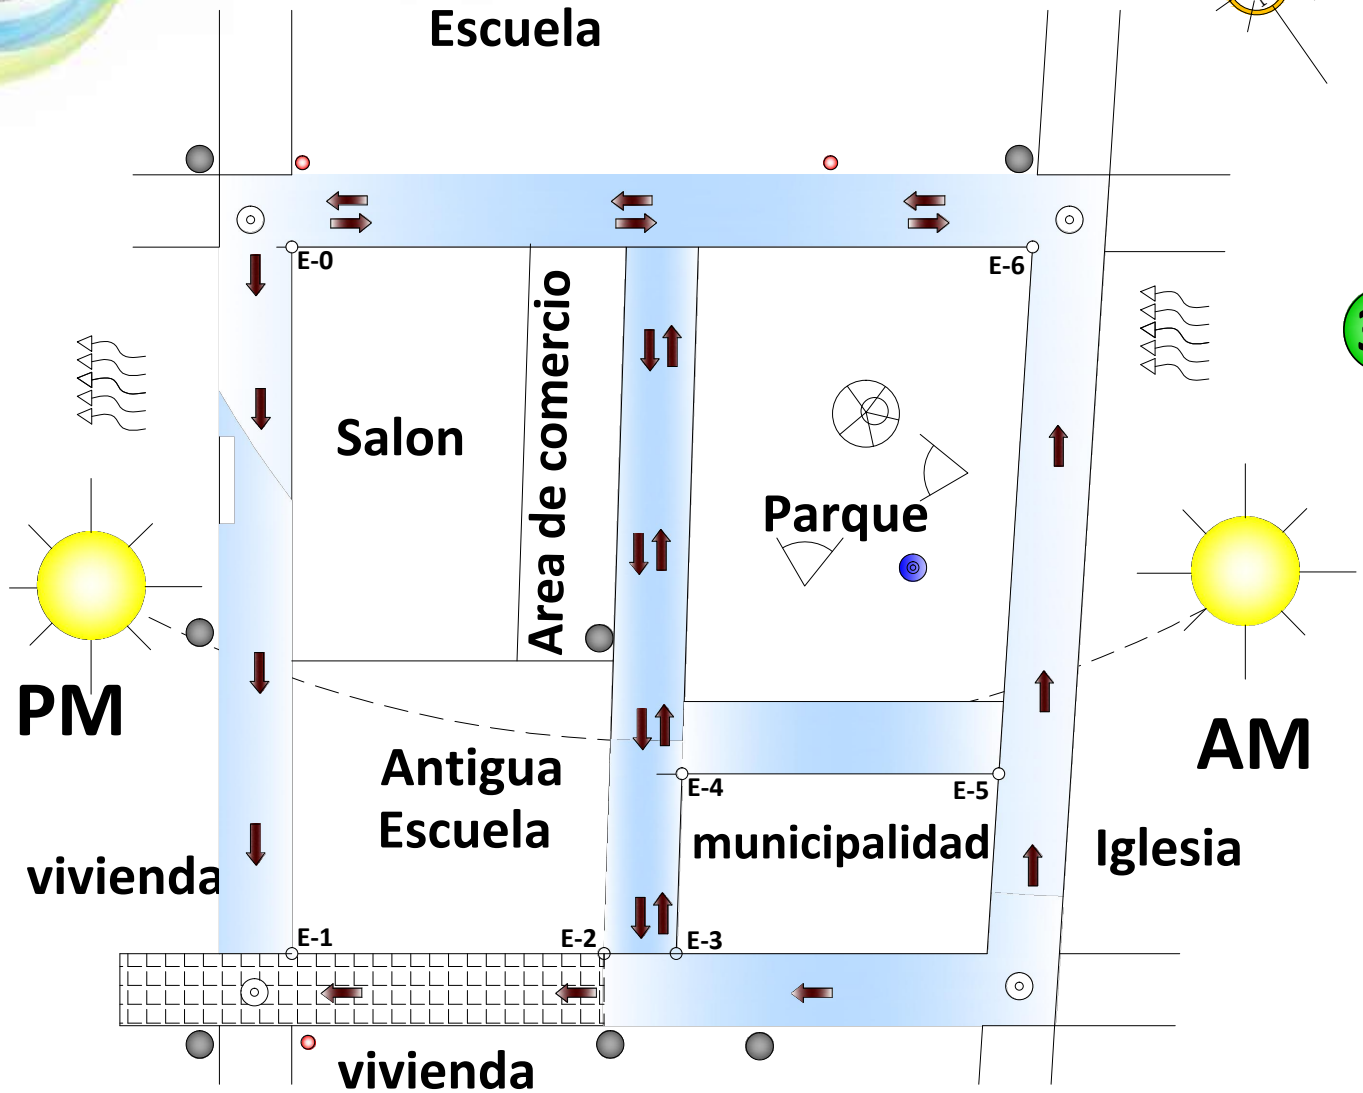 Escuela
E-0
E-6
Salon
Area de comercio
Parque
PM
AM
Antigua
Escuela
E-4
E-5
municipalidad
Iglesia
vivienda
E-1
E-2
E-3
vivienda